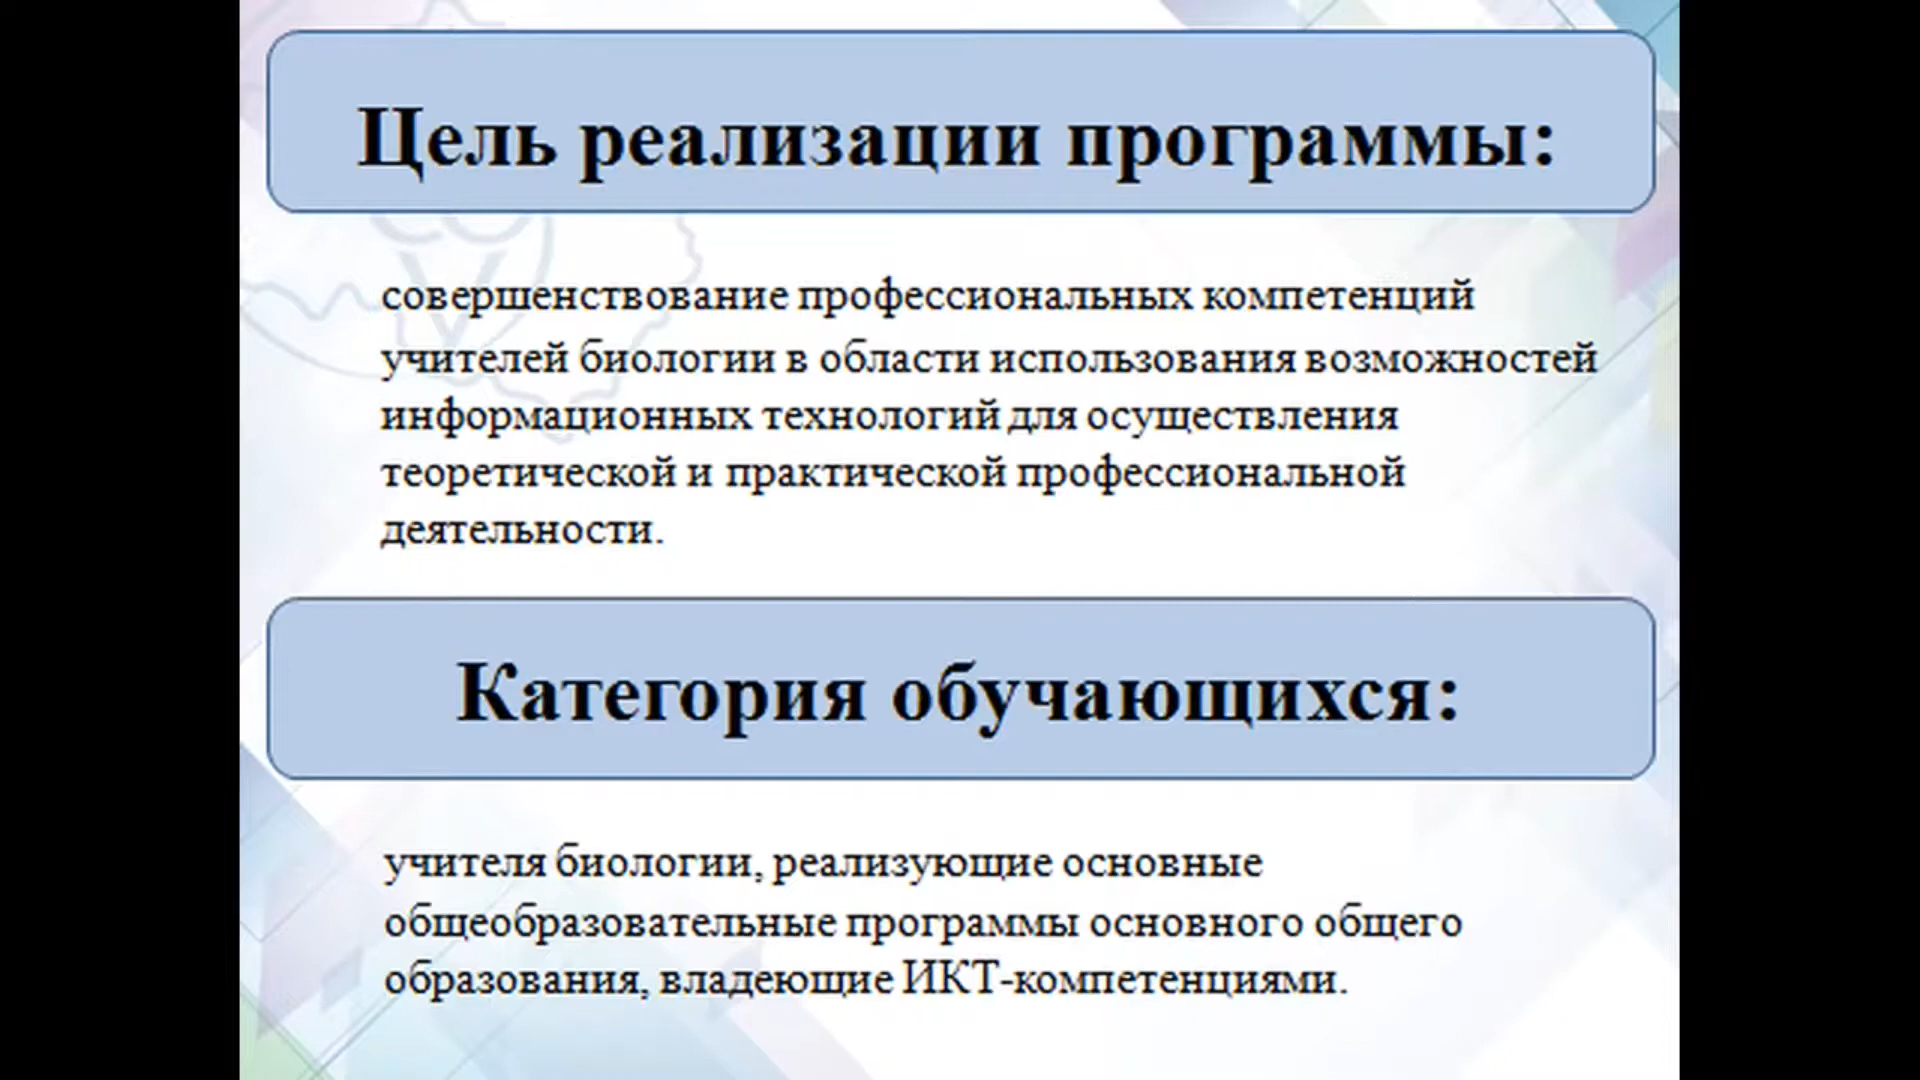 Цель реализации программы:
совершенствование профессиональных компетенций
учителей биологии в области использования возможностей
информационных технологий для осуществления
теоретической и практической профессиональной
деятельности.
Категория обучающихся:
учителя биологии, реализующие основные
общеобразовательные программы основного общего
образования, владеющие ИКТ-компетенциями.